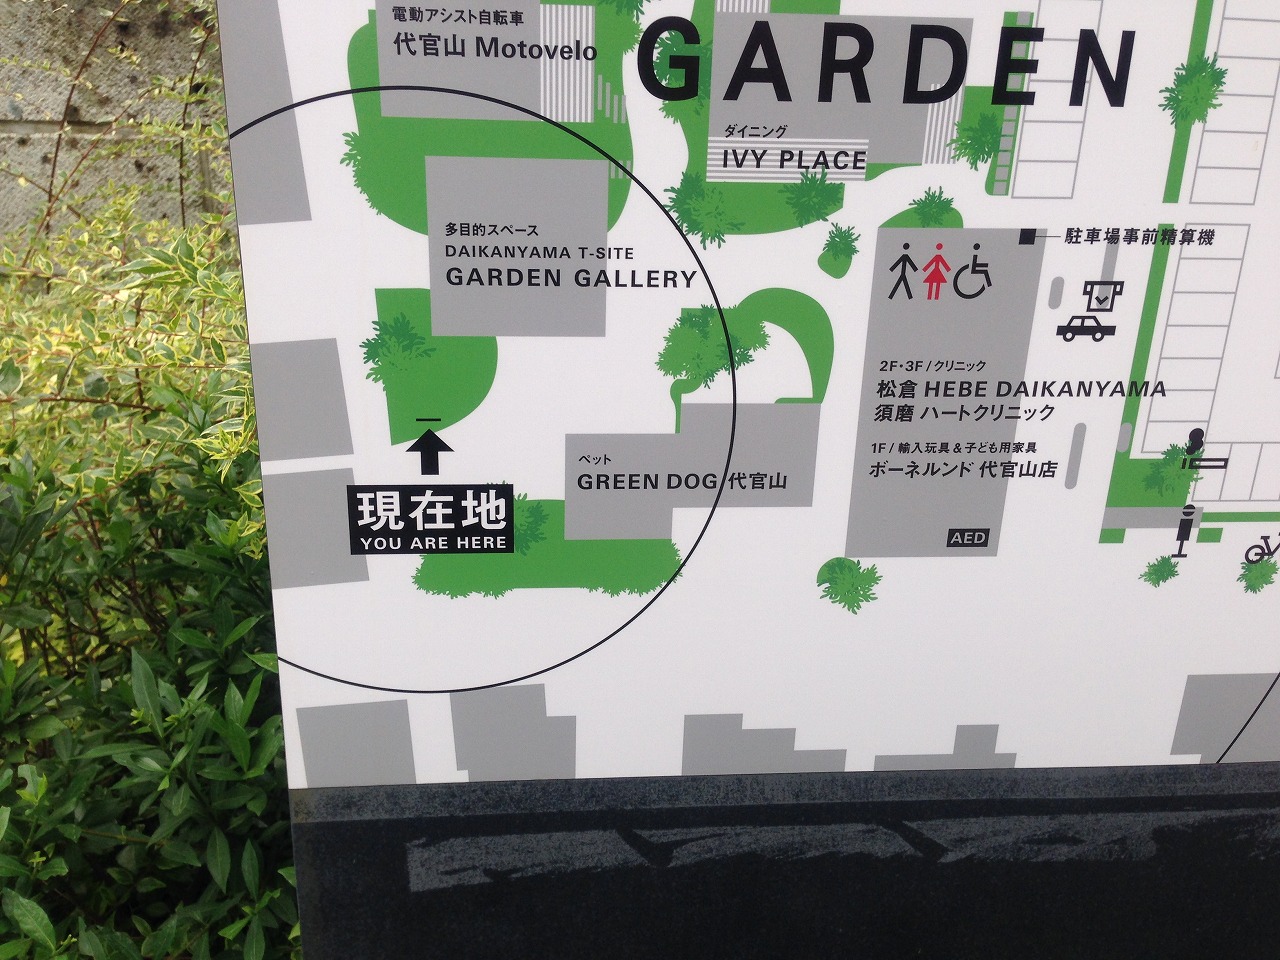 電動アシスト自転車
代官山 Motovelo
GARDEN
ダイニング
IVY PLACE
多目的スペース
DAIKANYAMA T-SITE
GARDEN GALLERY
駐車場事前精算機
2F・3F / クリニック
松倉 HEBE DAIKANYAMA
須磨 ハートクリニック
1F / 輸入玩具 & 子ども用家具
ボーネルンド 代官山店
AED
ペット
GREEN DOG 代官山
現在地
YOU ARE HERE